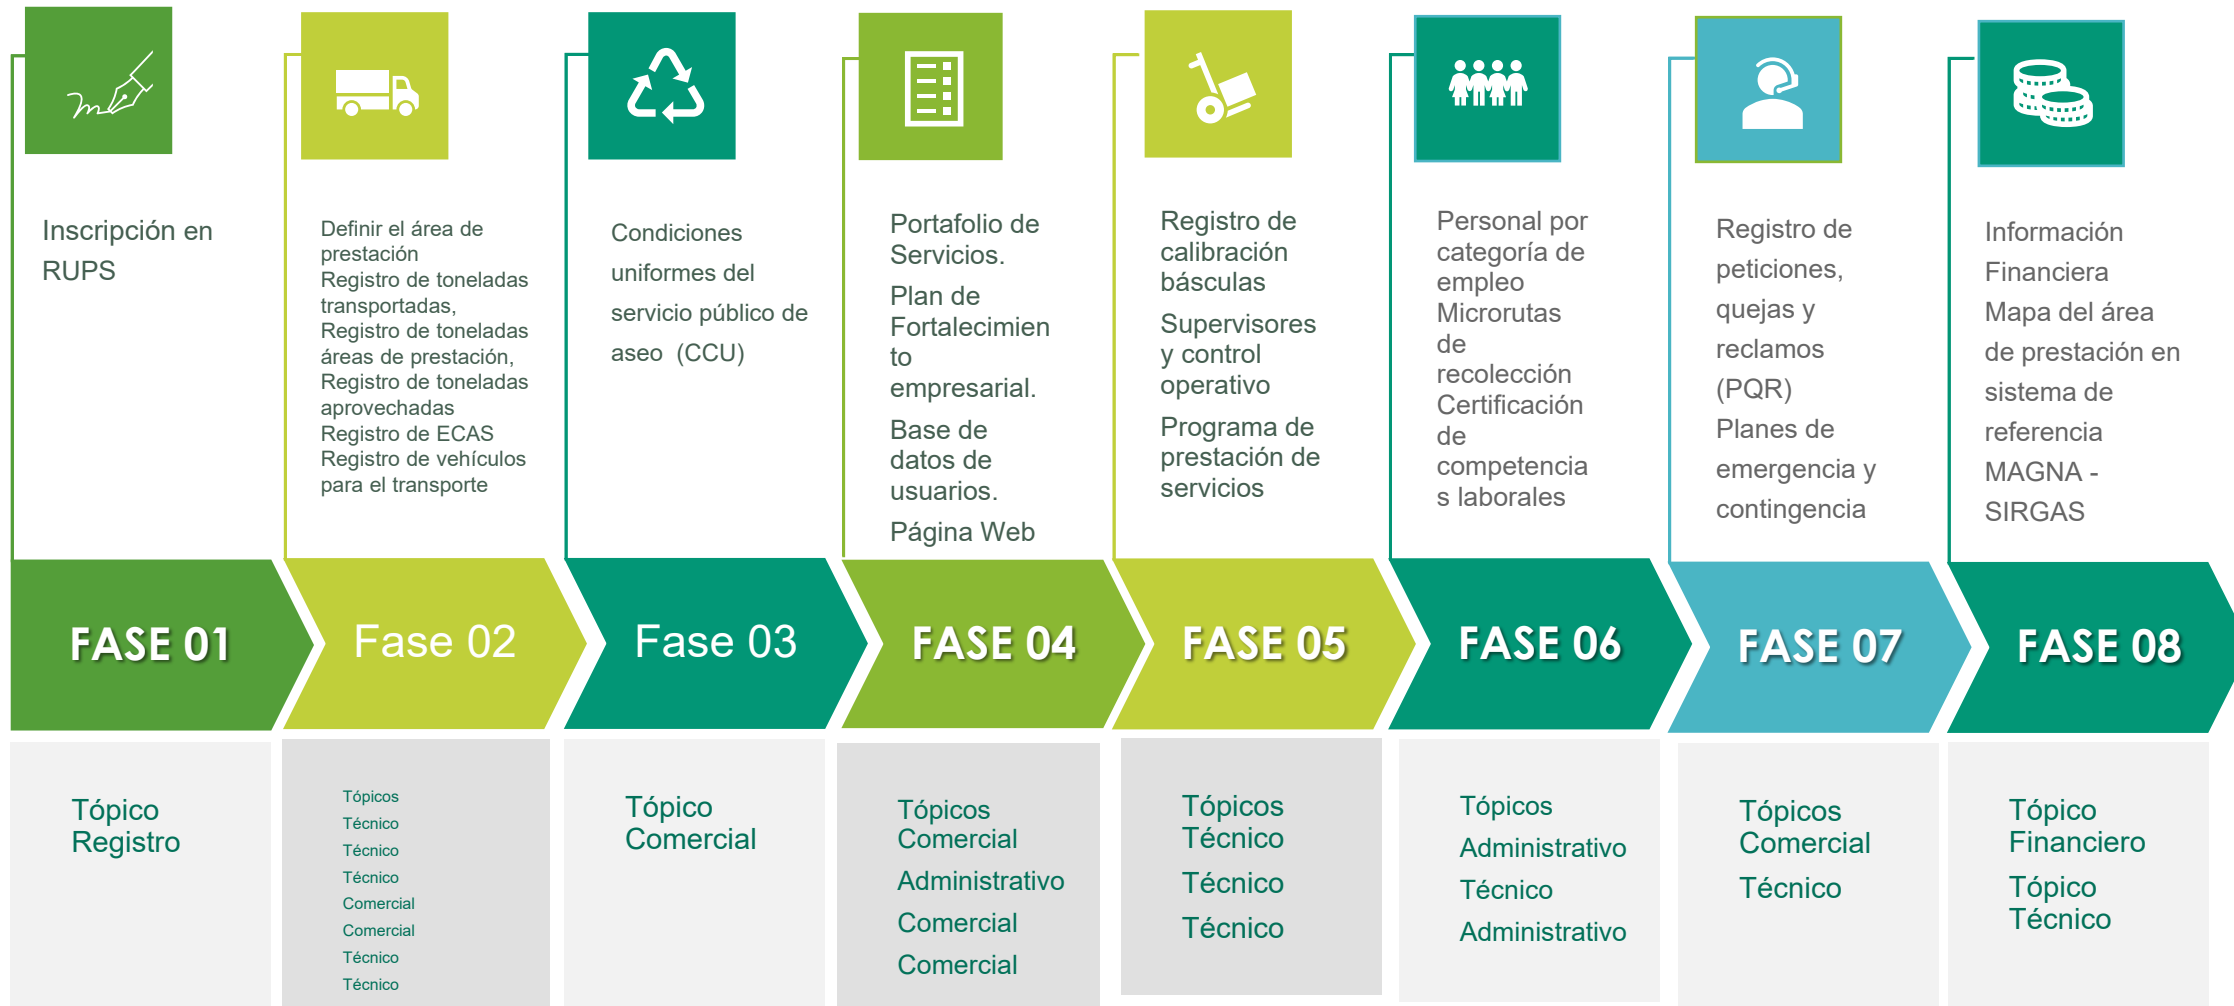 Inscripción en
RUPS
Definir el área de
prestación
Registro de toneladas
transportadas,
Registro de toneladas
áreas de prestación,
Registro de toneladas
aprovechadas
Registro de ECAS
Registro de vehículos
para el transporte
Condiciones
uniformes del
servicio público de
aseo (CCU)
Portafolio de
Servicios.
Plan de
Fortalecimien
to
empresarial.
Base de
datos de
usuarios.
Página Web
Registro de
calibración
básculas
Supervisores
y control
operativo
Programa de
prestación de
servicios
Personal por
categoría de
empleo
Microrutas
de
recolección
Certificación
de
competencia
s laborales
Registro de
peticiones,
quejas y
reclamos
(PQR)
Planes de
emergencia y
contingencia
Información
Financiera
Mapa del área
de prestación en
sistema de
referencia
MAGNA -
SIRGAS
FASE 01
Fase 02
Fase 03
FASE 04
FASE 05
FASE 06
FASE 07
FASE 08
Tópico
Registro
Tópicos
Técnico
Técnico
Técnico
Comercial
Comercial
Técnico
Técnico
Tópico
Comercial
Tópicos
Comercial
Administrativo
Comercial
Comercial
Tópicos
Técnico
Técnico
Técnico
Tópicos
Administrativo
Técnico
Administrativo
Tópicos
Comercial
Técnico
Tópico
Financiero
Tópico
Técnico